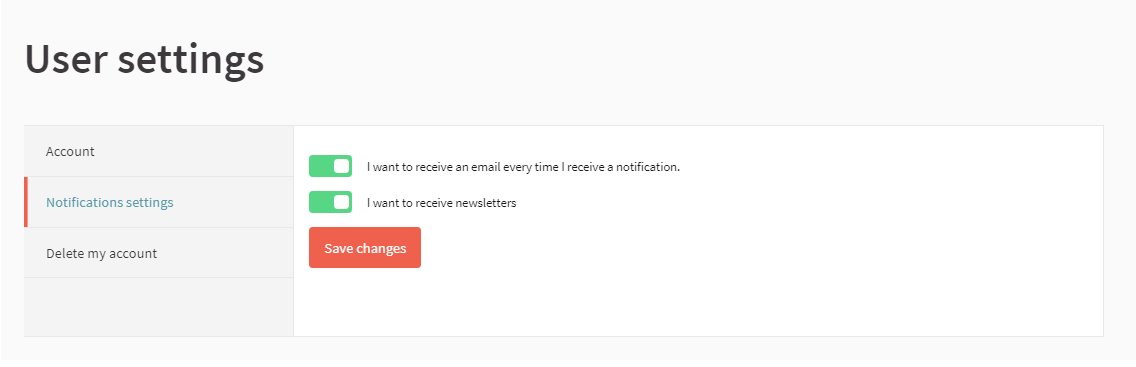 User settings
Account
Notifications settings
Delete my account
I want to receive an email every time I receive a notification.
I want to receive newsletters
Save changes